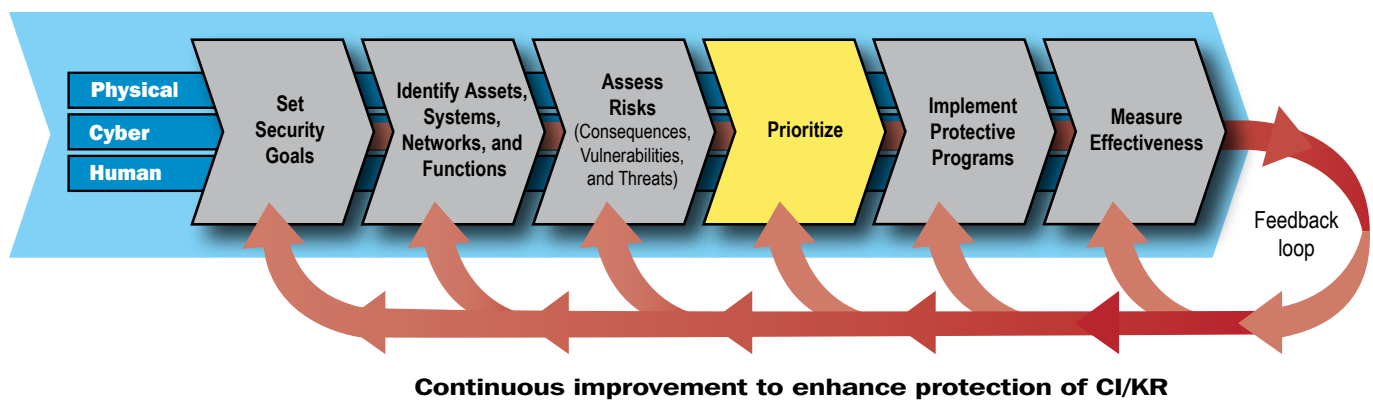 Physical
Cyber
Human
Set
Security
Goals
Identify Assets,
Systems,
Networks, and
Functions
Assess
Risks
(Consequences,
Vulnerabilities,
and Threats)
Prioritize
Implement
Protective
Programs
Measure
Effectiveness
Feedback
loop
Continuous improvement to enhance protection of CI/KR